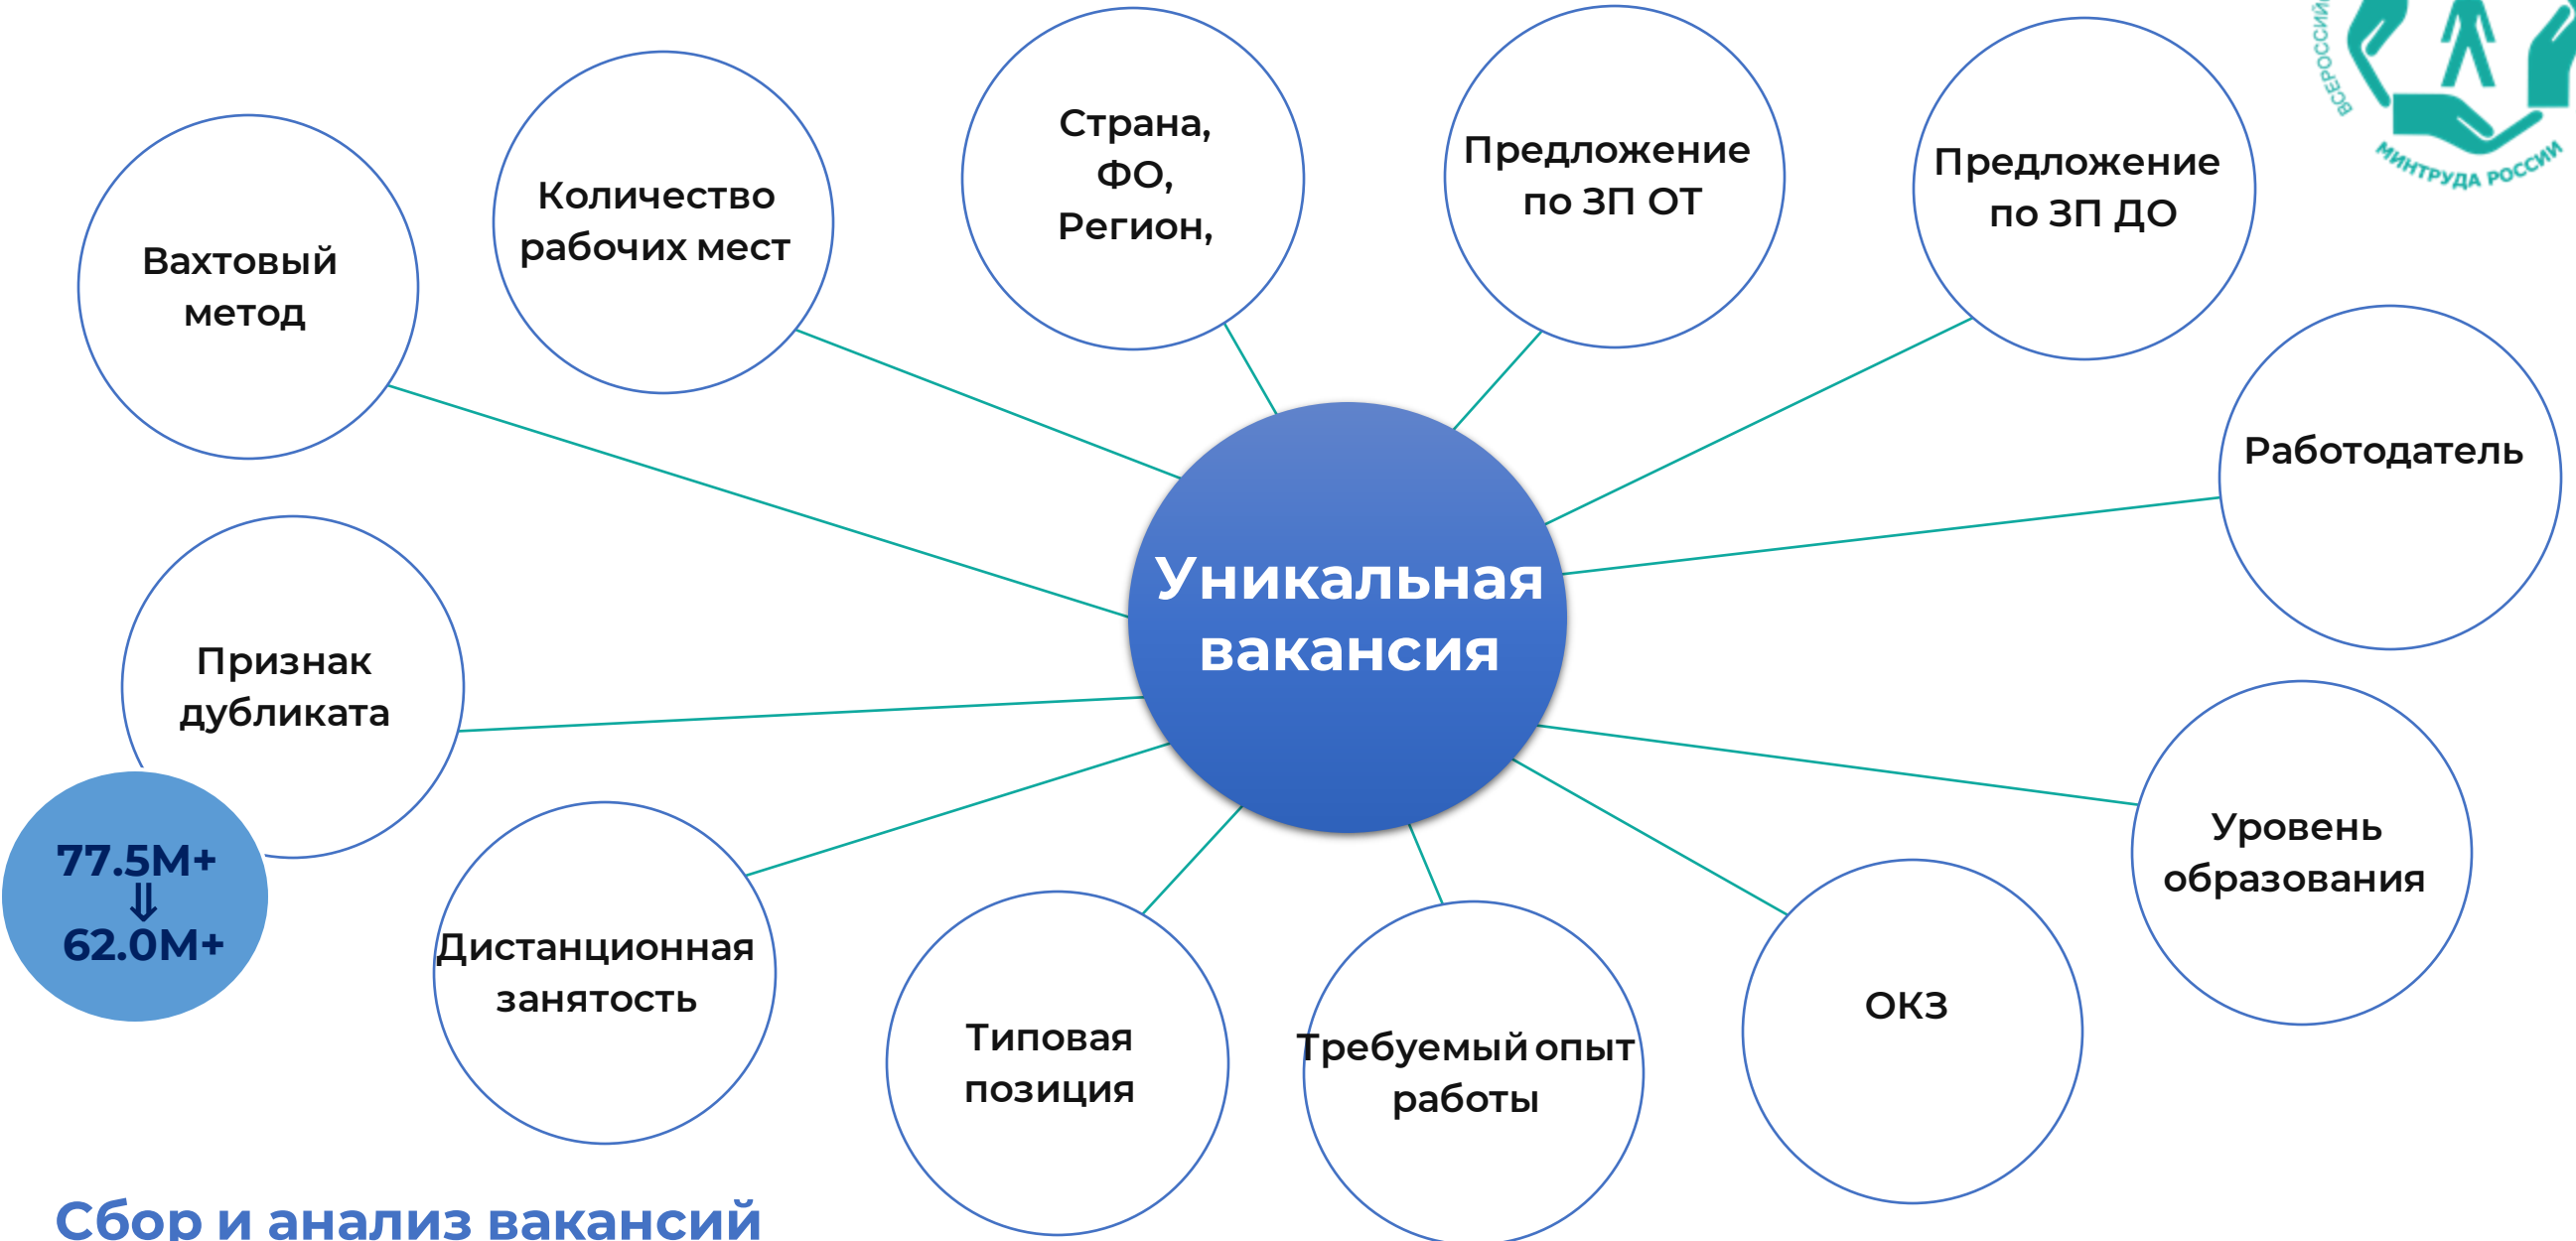 ВСЕРОССИЙ
МИНТРУДА РОССИИ
Страна,
ФО,
Регион,
Предложение
по ЗП ОТ
Предложение
по ЗП ДО
Количество
рабочих мест
Вахтовый
метод
Работодатель
Уникальная
вакансия
Признак
дубликата
77.5M+
⇓
62.0M+
Уровень
образования
Дистанционная
занятость
Типовая
позиция
Требуемый опыт
работы
ОКЗ
Сбор и анализ вакансий